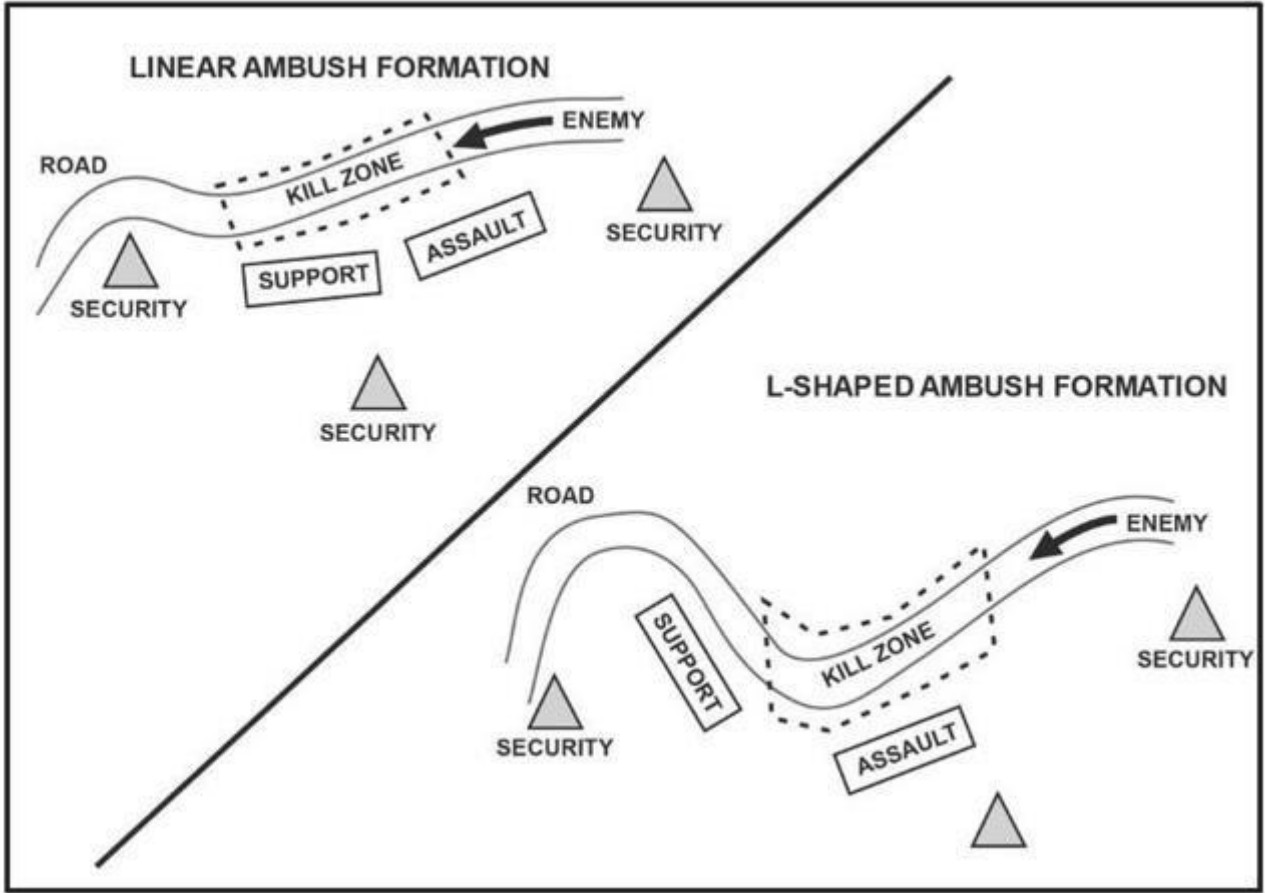 LINEAR AMBUSH FORMATION
ENEMY
ROAD
KILL ZONE
ASSAULT
SECURITY
SUPPORT
SECURITY
SECURITY
L-SHAPED AMBUSH FORMATION
ROAD
ENEMY
SUPPORT
KILL ZONE
SECURITY
ASSAULT
SECURITY